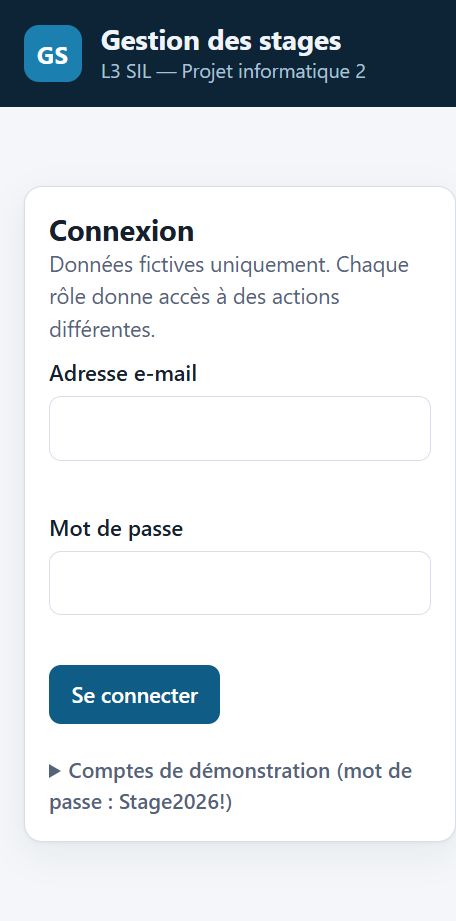 GS
Gestion des stages
L3 SIL — Projet informatique 2
Connexion
Données fictives uniquement. Chaque
rôle donne accès à des actions
différentes.
Adresse e-mail
Mot de passe
Se connecter
Comptes de démonstration (mot de
passe : Stage2026!)